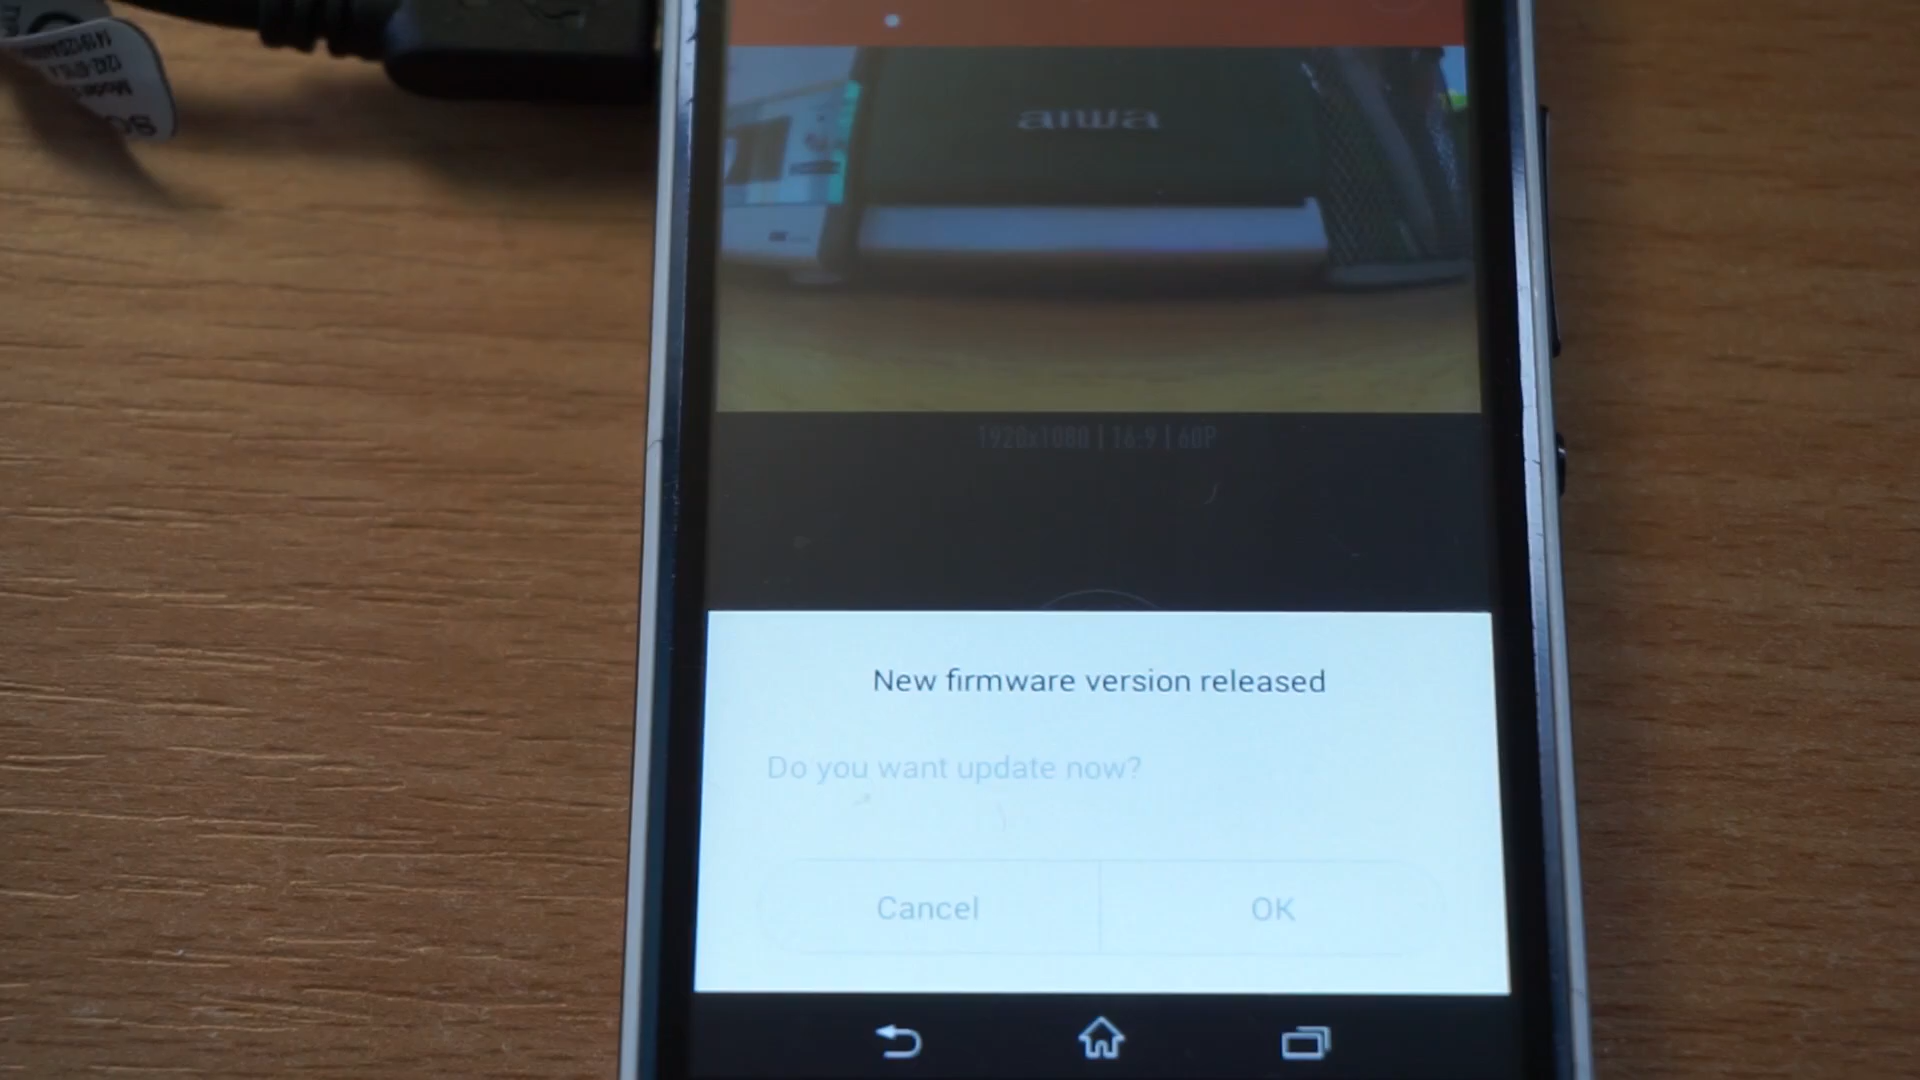 aiwa
1920x1080 | 16:9 | 60P
New firmware version released
Do you want update now?
Cancel
OK